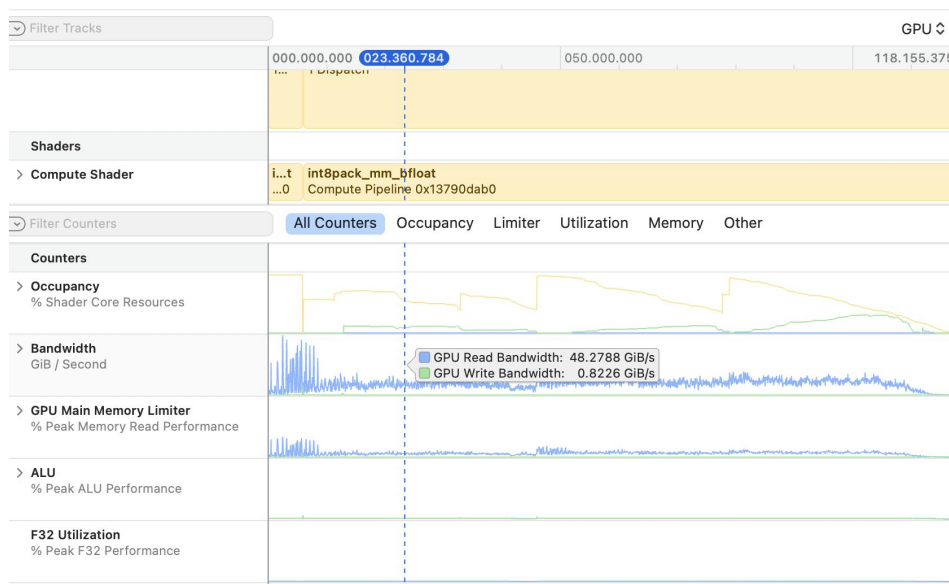 Filter Tracks
GPU
000.000.000 023.360.784 050.000.000 118.155.375
1 Dispatch
Shaders
Compute Shader
i...t int8pack_mm_bfloat
...0 Compute Pipeline 0x13790dab0
Filter Counters
All Counters Occupancy Limiter Utilization Memory Other
Counters
Occupancy
% Shader Core Resources
Bandwidth
GiB / Second
GPU Read Bandwidth: 48.2788 GiB/s
GPU Write Bandwidth: 0.8226 GiB/s
GPU Main Memory Limiter
% Peak Memory Read Performance
ALU
% Peak ALU Performance
F32 Utilization
% Peak F32 Performance